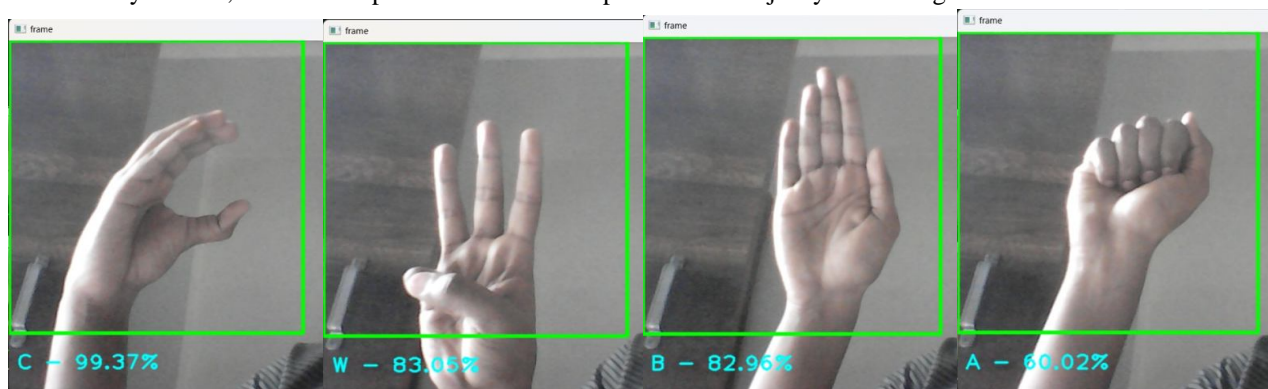 frame
C - 99.37%
frame
W - 83.05%
frame
B - 82.96%
frame
A - 60.02%